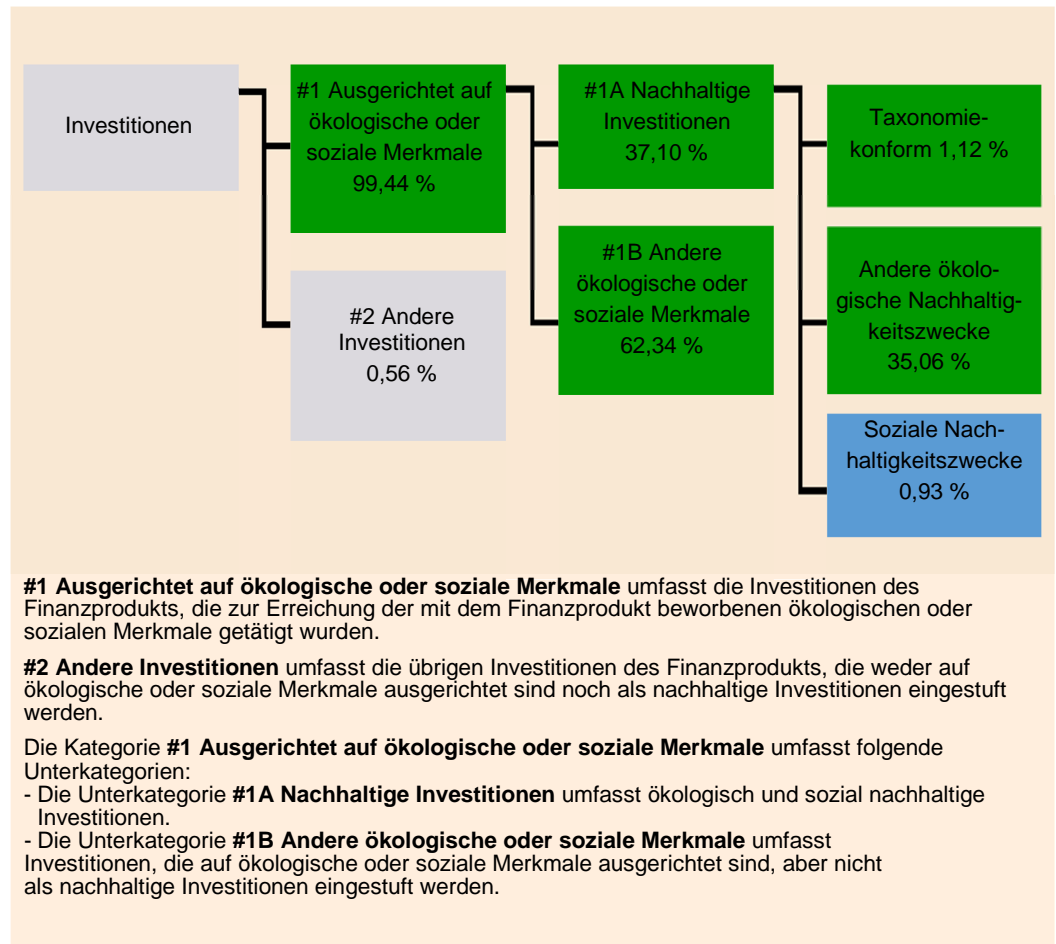 Investitionen
#1 Ausgerichtet auf
ökologische oder
soziale Merkmale
99,44 %
#2 Andere
Investitionen
0,56 %
#1A Nachhaltige
Investitionen
37,10 %
#1B Andere
ökologische oder
soziale Merkmale
62,34 %
Taxonomie-
konform 1,12 %
Andere ökolo-
gische Nachhaltig-
keitszwecke
35,06 %
Soziale Nach-
haltigkeitszwecke
0,93 %
#1 Ausgerichtet auf ökologische oder soziale Merkmale umfasst die Investitionen des
Finanzprodukts, die zur Erreichung der mit dem Finanzprodukt beworbenen ökologischen oder
sozialen Merkmale getätigt wurden.
#2 Andere Investitionen umfasst die übrigen Investitionen des Finanzprodukts, die weder auf
ökologische oder soziale Merkmale ausgerichtet sind noch als nachhaltige Investitionen eingestuft
werden.
Die Kategorie #1 Ausgerichtet auf ökologische oder soziale Merkmale umfasst folgende
Unterkategorien:
- Die Unterkategorie #1A Nachhaltige Investitionen umfasst ökologisch und sozial nachhaltige
Investitionen.
- Die Unterkategorie #1B Andere ökologische oder soziale Merkmale umfasst
Investitionen, die auf ökologische oder soziale Merkmale ausgerichtet sind, aber nicht
als nachhaltige Investitionen eingestuft werden.